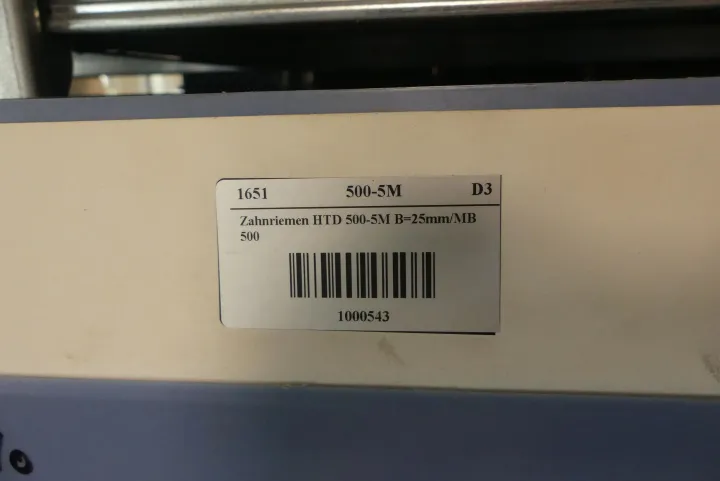 1651 500-5M D3
Zahnriemen HTD 500-5M B=25mm/MB
500
1000543